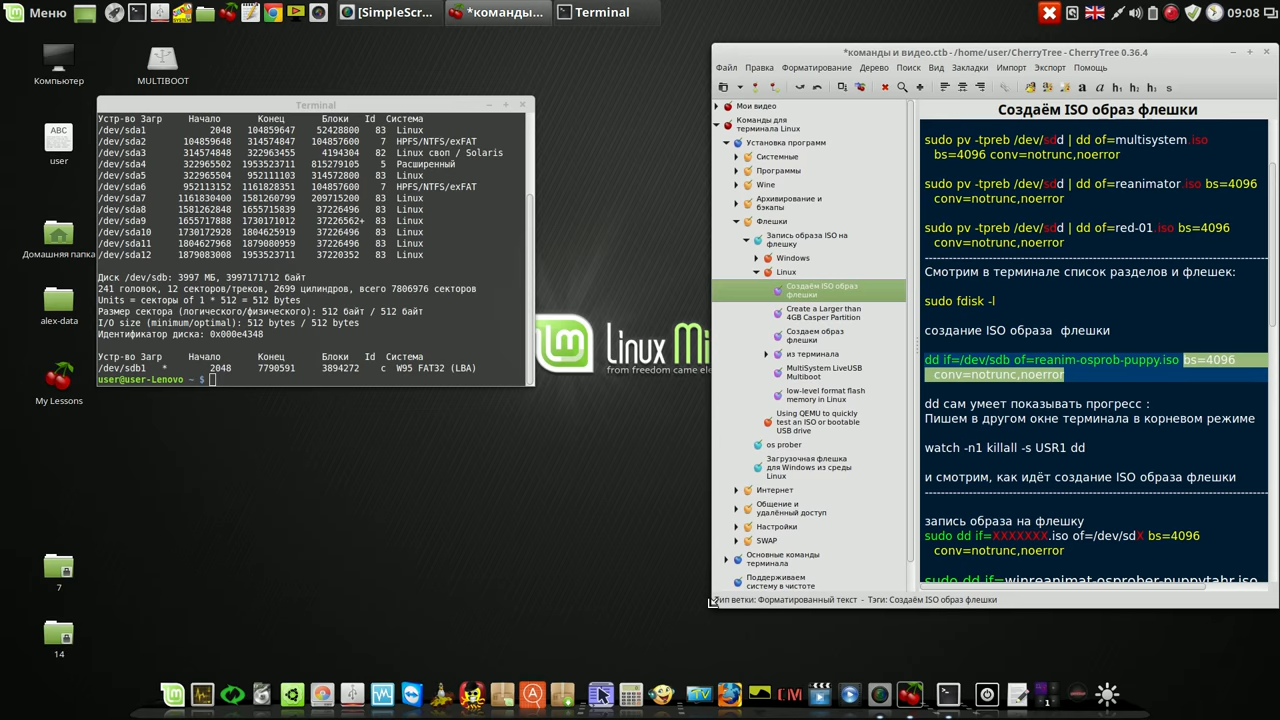 Меню
[SimpleScr...
*команды...
Terminal
09:08
Компьютер
MULTIBOOT
ABC
user
Домашняя папка
alex-data
My Lessons
7
14
Terminal
Устр-во Загр Начало Конец Блоки Id Система
/dev/sda1 2048 104859647 52428800 83 Linux
/dev/sda2 104859648 314574847 104857600 7 HPFS/NTFS/exFAT
/dev/sda3 314574848 322963455 4194304 82 Linux своп / Solaris
/dev/sda4 322965502 1953523711 815279105 5 Расширенный
/dev/sda5 322965504 952111103 314572800 83 Linux
/dev/sda6 952113152 1161828351 104857600 7 HPFS/NTFS/exFAT
/dev/sda7 1161830400 1581260799 209715200 83 Linux
/dev/sda8 1581262848 1655715839 37226496 83 Linux
/dev/sda9 1655717888 1730171012 37226562+ 83 Linux
/dev/sda10 1730172928 1804625919 37226496 83 Linux
/dev/sda11 1804627968 1879080959 37226496 83 Linux
/dev/sda12 1879083008 1953523711 37220352 83 Linux
Диск /dev/sdb: 3997 МБ, 3997171712 байт
241 головок, 12 секторов/треков, 2699 цилиндров, всего 7806976 секторов
Units = секторы of 1 * 512 = 512 bytes
Размер сектора (логического/физического): 512 байт / 512 байт
I/O size (minimum/optimal): 512 bytes / 512 bytes
Идентификатор диска: 0x000e4348
Устр-во Загр Начало Конец Блоки Id Система
/dev/sdb1 * 2048 7790591 3894272 c W95 FAT32 (LBA)
user@user-Lenovo ~ $
Linux Mi
from freedom came ele
*команды и видео.ctb - /home/user/CherryTree - CherryTree 0.36.4
Файл Правка Форматирование Дерево Поиск Вид Закладки Импорт Экспорт Помощь
a a h1 h2 h3 s
Мои видео
Команды для
терминала Linux
Установка программ
Системные
Программы
Wine
Архивирование и
бэкапы
Флешки
Запись образа ISO на
флешку
Windows
Linux
Создаём ISO образ
флешки
Create a Larger than
4GB Casper Partition
Создаем образ
флешки
из терминала
MultiSystem LiveUSB
Multiboot
low-level format flash
memory in Linux
Using QEMU to quickly
test an ISO or bootable
USB drive
os prober
Загрузочная флешка
для Windows из среды
Linux
Интернет
Общение и
удалённый доступ
Настройки
SWAP
Основные команды
терминала
Поддерживаем
систему в чистоте
Создаём ISO образ флешки
sudo pv -tpreb /dev/sdd | dd of=multisystem.iso
bs=4096 conv=notrunc,noerror
sudo pv -tpreb /dev/sdd | dd of=reanimator.iso bs=4096
conv=notrunc,noerror
sudo pv -tpreb /dev/sdd | dd of=red-01.iso bs=4096
conv=notrunc,noerror
Смотрим в терминале список разделов и флешек:
sudo fdisk -l
создание ISO образа флешки
dd if=/dev/sdb of=reanim-osprob-puppy.iso bs=4096
conv=notrunc,noerror
dd сам умеет показывать прогресс :
Пишем в другом окне терминала в корневом режиме
watch -n1 killall -s USR1 dd
и смотрим, как идёт создание ISO образа флешки
запись образа на флешку
sudo dd if=XXXXXXX.iso of=/dev/sdX bs=4096
conv=notrunc,noerror
sudo dd if=winreanimat-osprober-puppytahr.iso
Тип ветки: Форматированный текст - Тэги: Создаём ISO образ флешки
TV
1